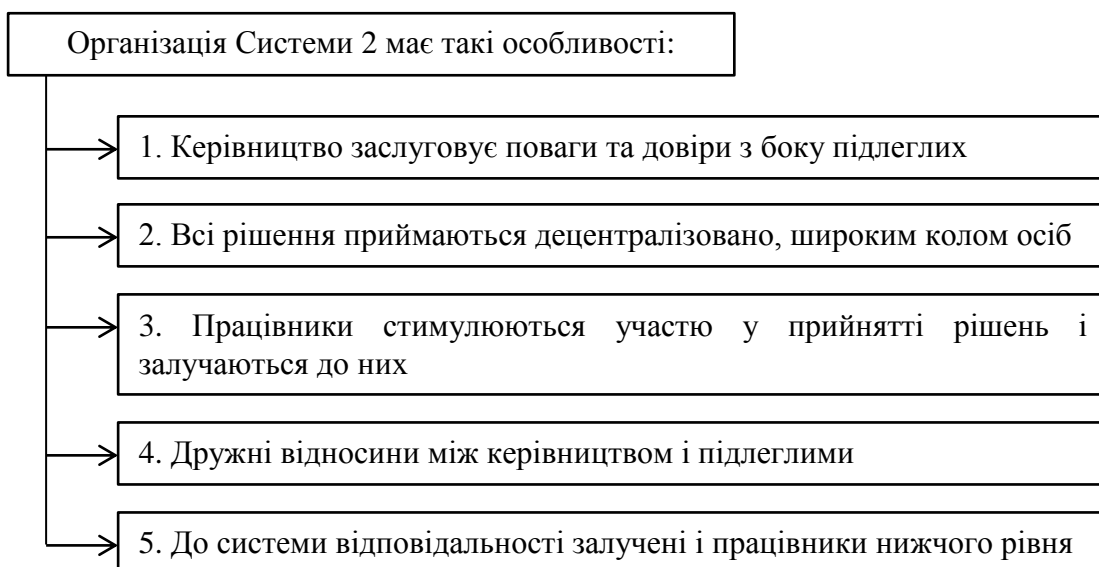 Організація Системи 2 має такі особливості:
1. Керівництво заслуговує поваги та довіри з боку підлеглих
2. Всі рішення приймаються децентралізовано, широким колом осіб
3. Працівники стимулюються участю у прийнятті рішень і
залучаються до них
4. Дружні відносини між керівництвом і підлеглими
5. До системи відповідальності залучені і працівники нижчого рівня